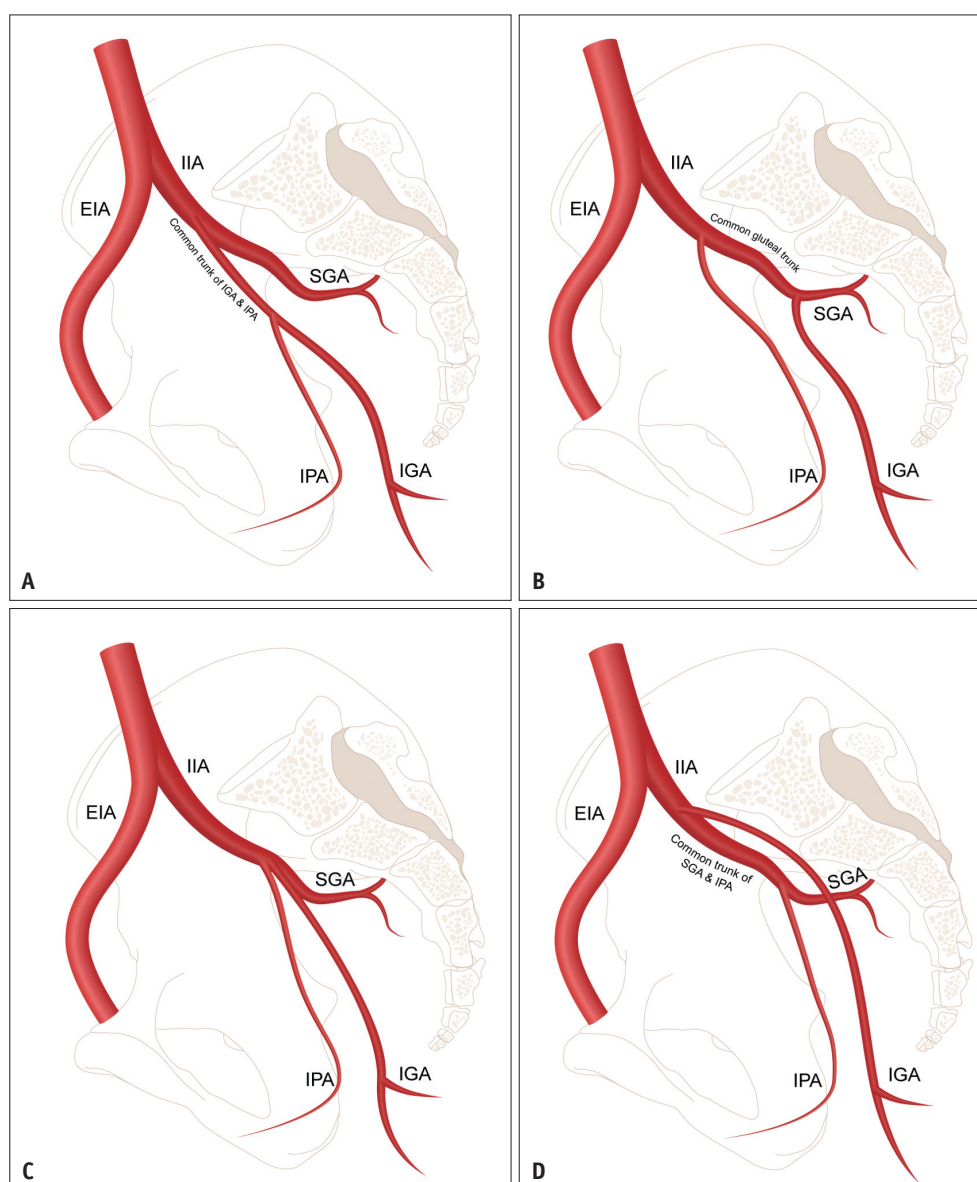 IIA
EIA
Common trunk of IGA & IPA
SGA
IPA
IGA
A
IIA
EIA
Common gluteal trunk
SGA
IPA
IGA
B
IIA
EIA
SGA
IPA
IGA
C
IIA
EIA
Common trunk of
SGA & IPA
SGA
IPA
IGA
D